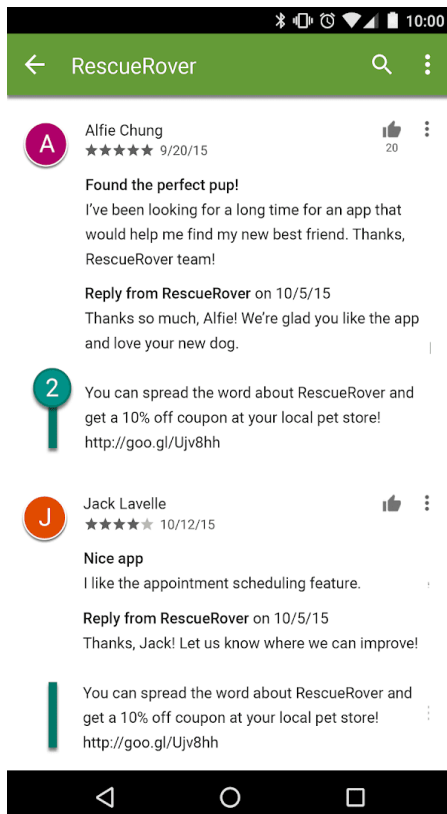 10:00
RescueRover
A
Alfie Chung
★★★★★ 9/20/15
20
Found the perfect pup!
I've been looking for a long time for an app that
would help me find my new best friend. Thanks,
RescueRover team!
Reply from RescueRover on 10/5/15
Thanks so much, Alfie! We're glad you like the app
and love your new dog.
2
You can spread the word about RescueRover and
get a 10% off coupon at your local pet store!
http://goo.gl/Ujv8hh
J
Jack Lavelle
★★★★★ 10/12/15
Nice app
I like the appointment scheduling feature.
Reply from RescueRover on 10/5/15
Thanks, Jack! Let us know where we can improve!
You can spread the word about RescueRover and
get a 10% off coupon at your local pet store!
http://goo.gl/Ujv8hh